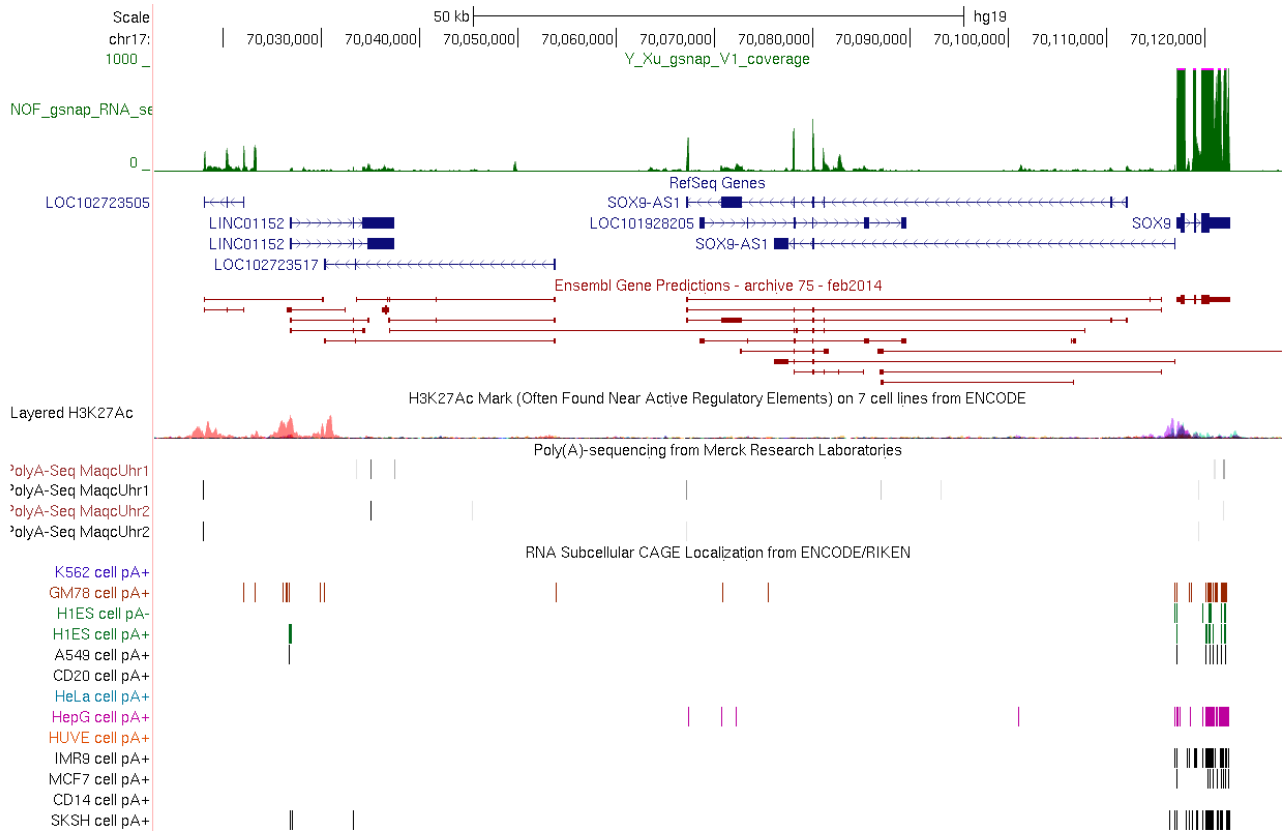 Scale 50 kb hg19
chr17: 70,030,000 70,040,000 70,050,000 70,060,000 70,070,000 70,080,000 70,090,000 70,100,000 70,110,000 70,120,000
1000 _ Y_Xu_gsnap_V1_coverage
NOF_gsnap_RNA_se
0 _
RefSeq Genes
LOC102723505 SOX9-AS1
LINC01152 LOC101928205 SOX9
LINC01152 SOX9-AS1
LOC102723517
Ensembl Gene Predictions - archive 75 - feb2014
H3K27Ac Mark (Often Found Near Active Regulatory Elements) on 7 cell lines from ENCODE
Layered H3K27Ac
Poly(A)-sequencing from Merck Research Laboratories
PolyA-Seq MaqcUhr1
PolyA-Seq MaqcUhr1
PolyA-Seq MaqcUhr2
PolyA-Seq MaqcUhr2
RNA Subcellular CAGE Localization from ENCODE/RIKEN
K562 cell pA+
GM78 cell pA+
H1ES cell pA-
H1ES cell pA+
A549 cell pA+
CD20 cell pA+
HeLa cell pA+
HepG cell pA+
HUVE cell pA+
IMR9 cell pA+
MCF7 cell pA+
CD14 cell pA+
SKSH cell pA+